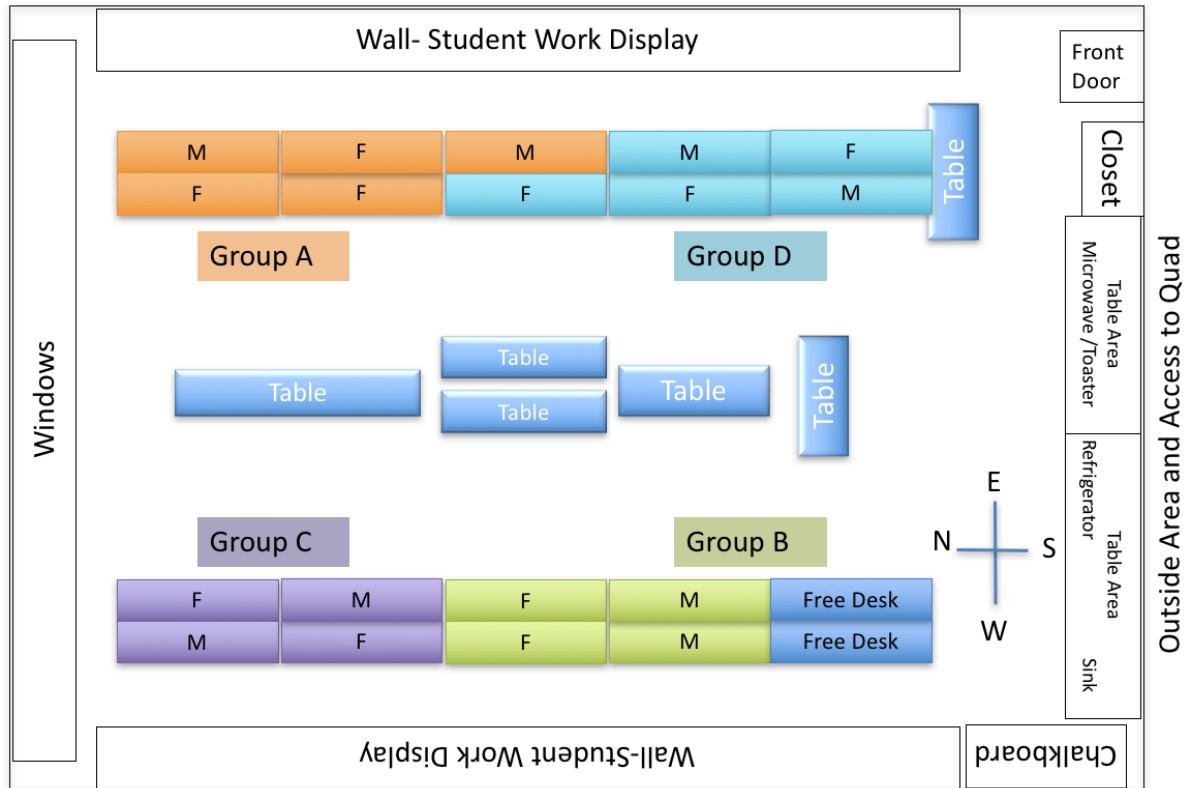 Wall- Student Work Display
Front
Door
M F M M F
F F F F M
Table
Closet
Group A
Group D
Table Area
Microwave /Toaster
Outside Area and Access to Quad
Windows
Table
Table
Table
Table
Table
Refrigerator
Table Area
Sink
E
N S
W
Group C
Group B
F M F M Free Desk
M F F M Free Desk
Wall-Student Work Display
Chalkboard